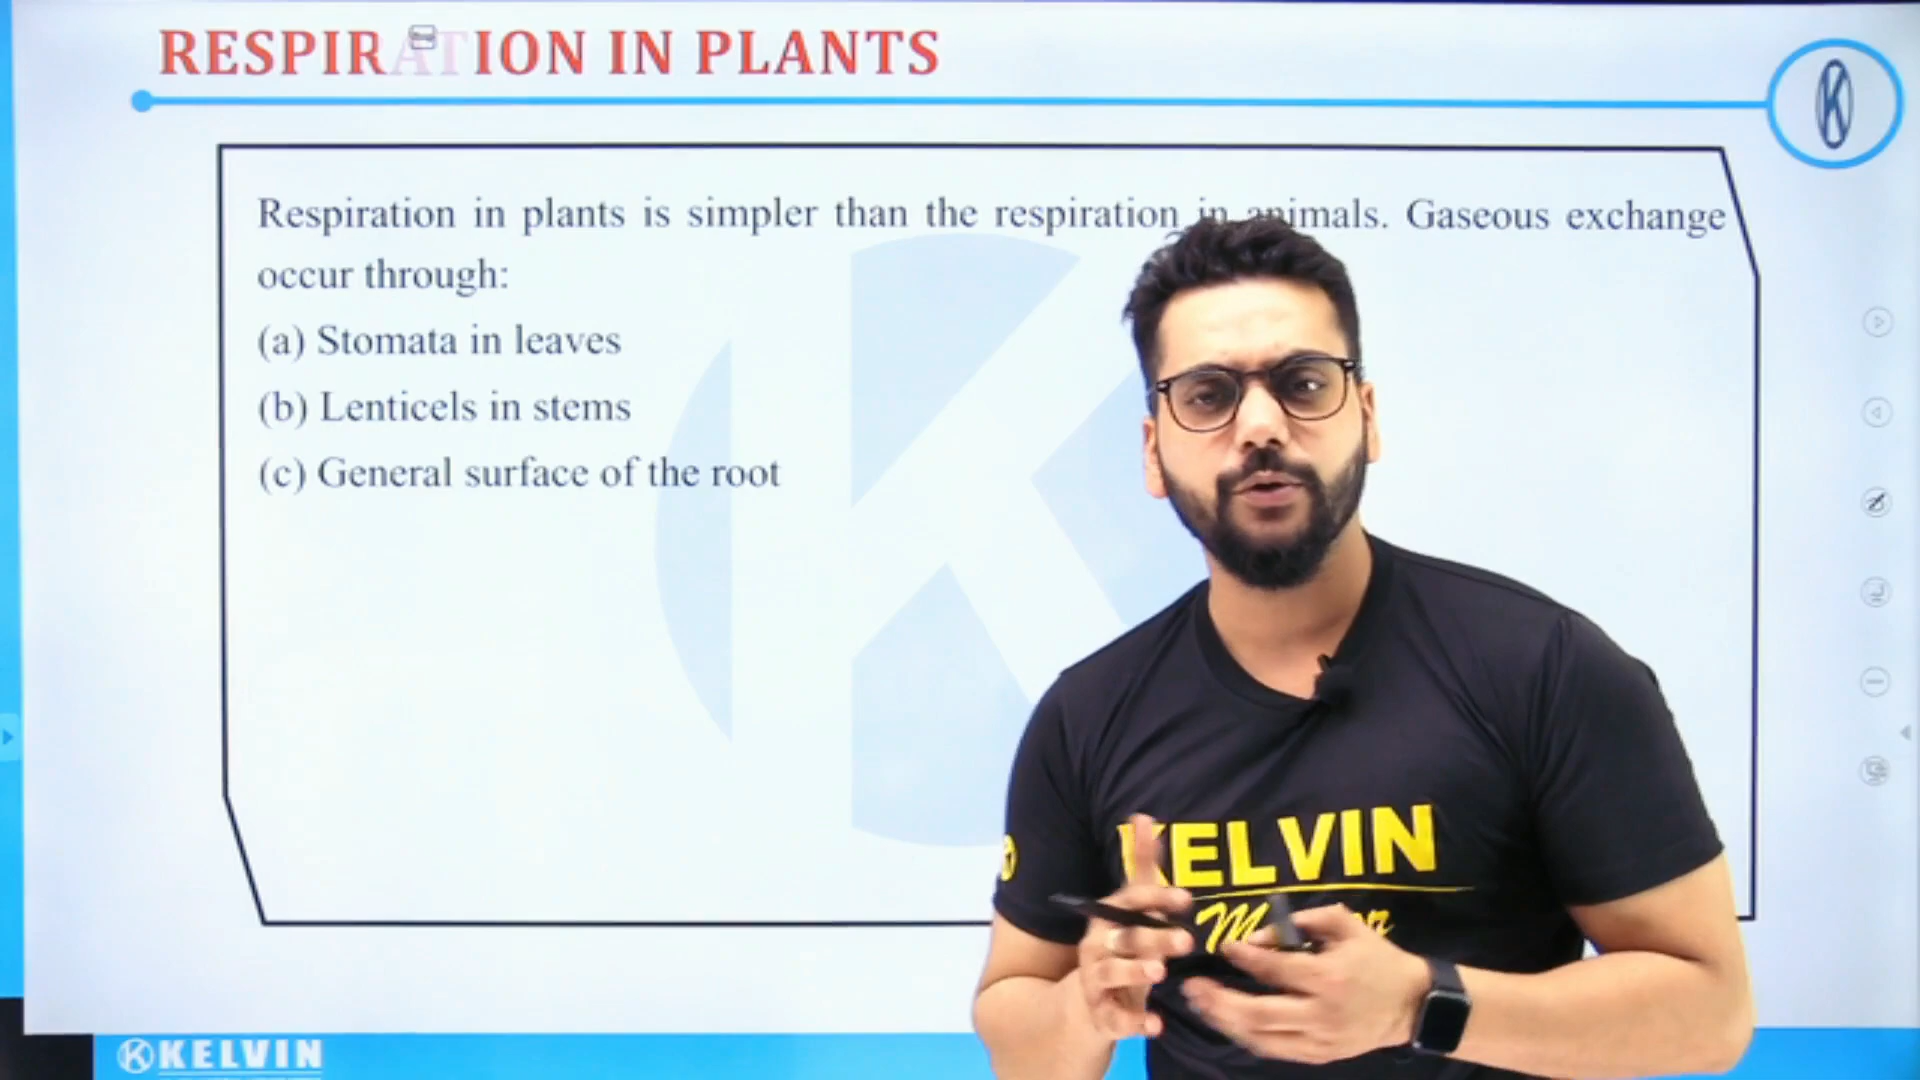 RESPIRATION IN PLANTS
Respiration in plants is simpler than the respiration in animals. Gaseous exchange
occur through:
(a) Stomata in leaves
(b) Lenticels in stems
(c) General surface of the root
KELVIN
KELVIN